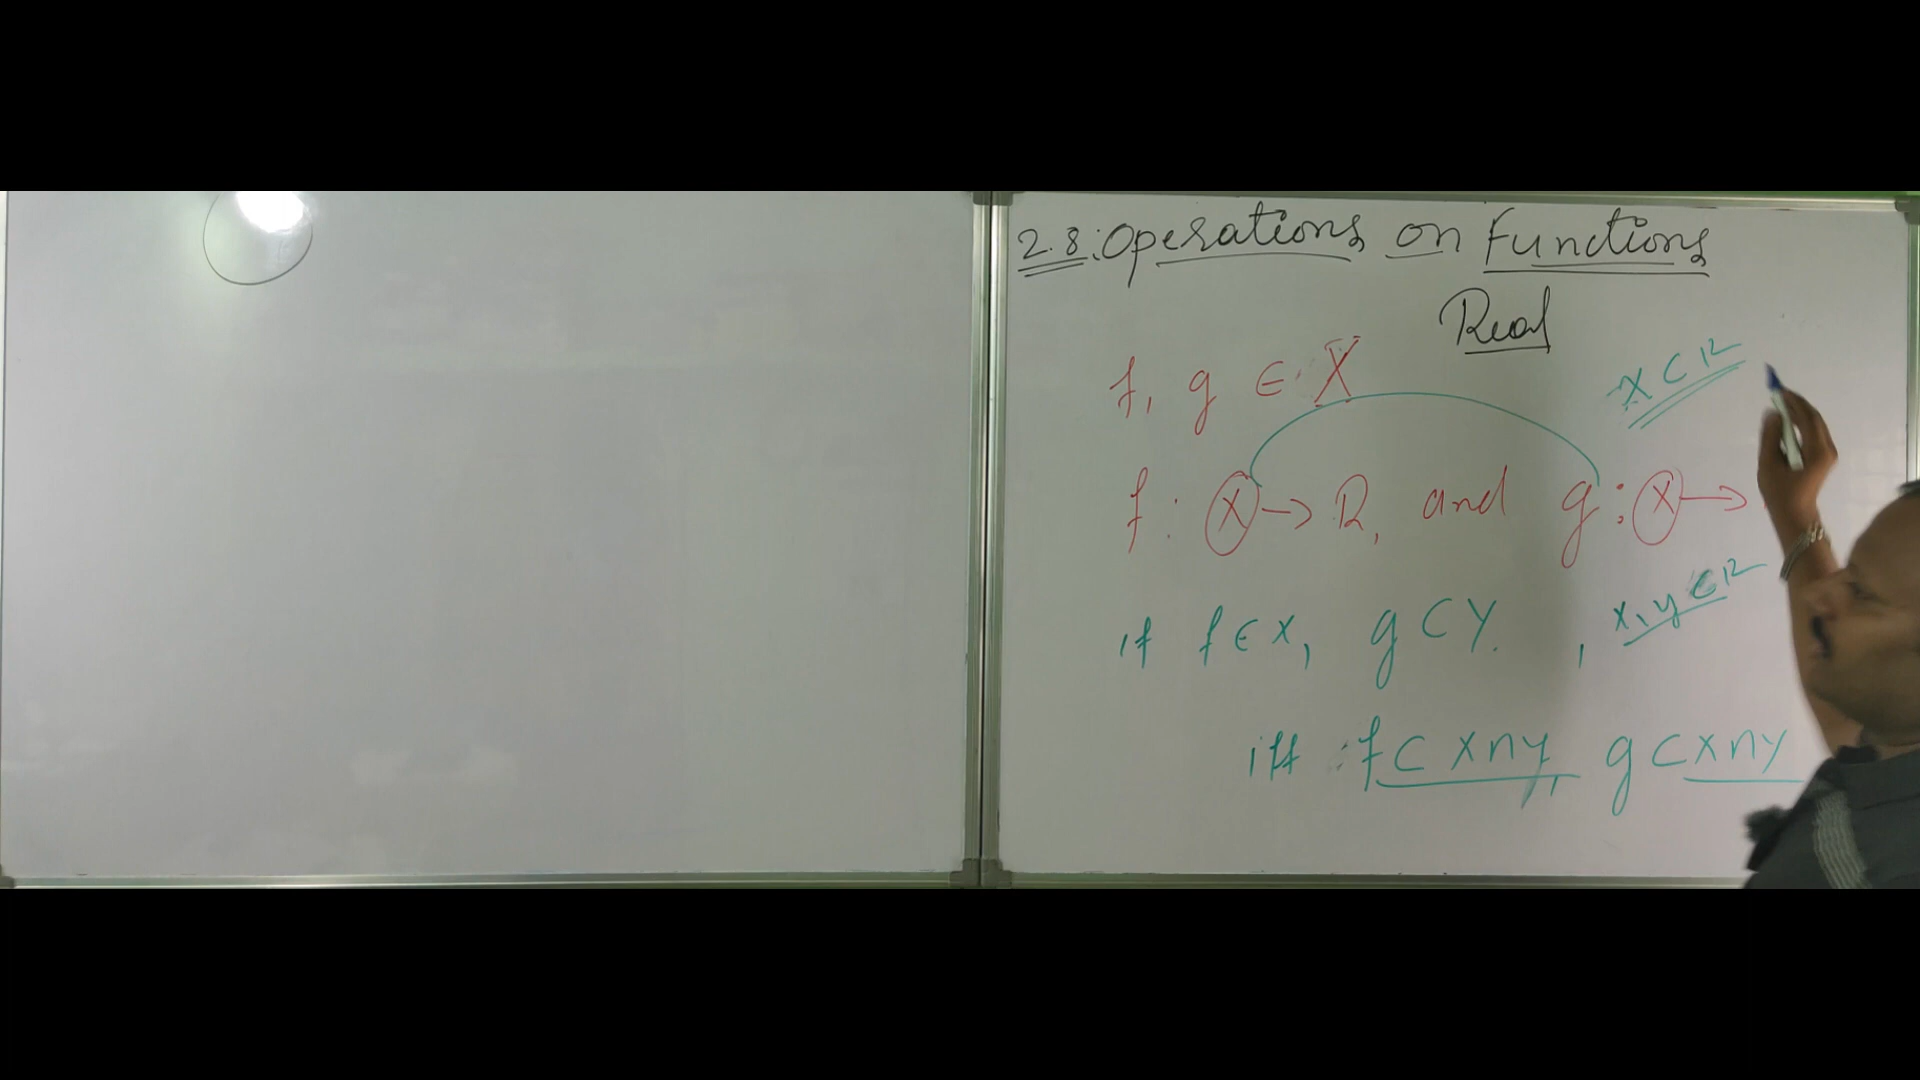 2.8: Operations on Functions
Real
f, g ∈ X
X ⊂ R
f : X → R, and g : X →
if f ∈ x, g ⊂ y. , x, y ⊂ R
iff f ⊂ x∩y, g ⊂ x∩y